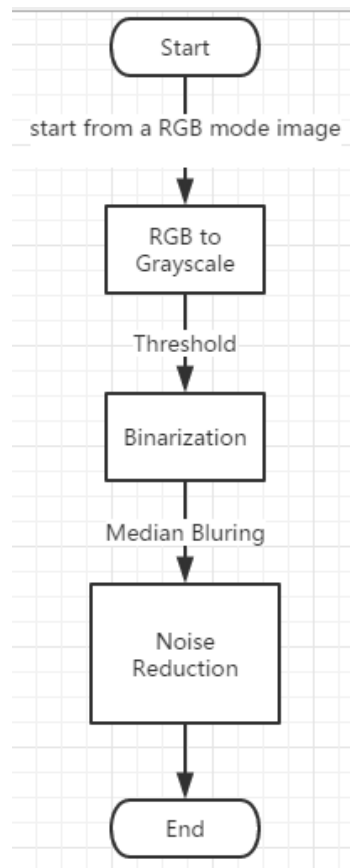 Start
start from a RGB mode image
RGB to
Grayscale
Threshold
Binarization
Median Bluring
Noise
Reduction
End